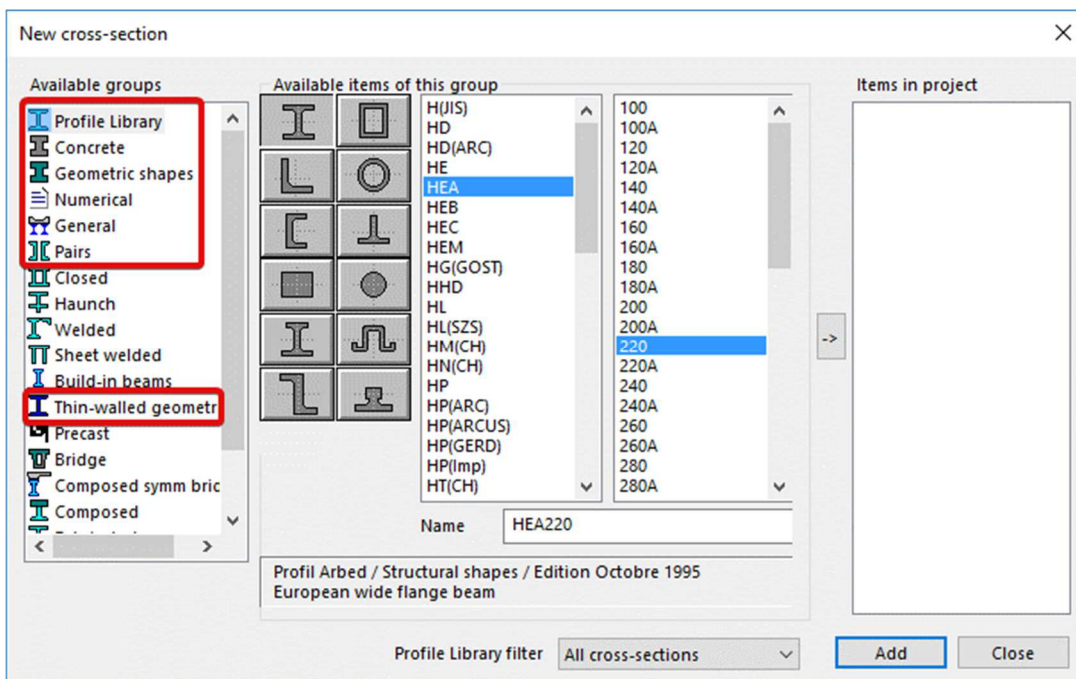 New cross-section
Available groups
Profile Library
Concrete
Geometric shapes
Numerical
General
Pairs
Closed
Haunch
Welded
Sheet welded
Build-in beams
Thin-walled geometr
Precast
Bridge
Composed symm bric
Composed
Available items of this group
H(JIS)
HD
HD(ARC)
HE
HEA
HEB
HEC
HEM
HG(GOST)
HHD
HL
HL(SZS)
HM(CH)
HN(CH)
HP
HP(ARC)
HP(ARCUS)
HP(GERD)
HP(Imp)
HT(CH)
100
100A
120
120A
140
140A
160
160A
180
180A
200
200A
220
220A
240
240A
260
260A
280
280A
Name HEA220
Profil Arbed / Structural shapes / Edition Octobre 1995
European wide flange beam
Profile Library filter All cross-sections
->
Items in project
Add
Close